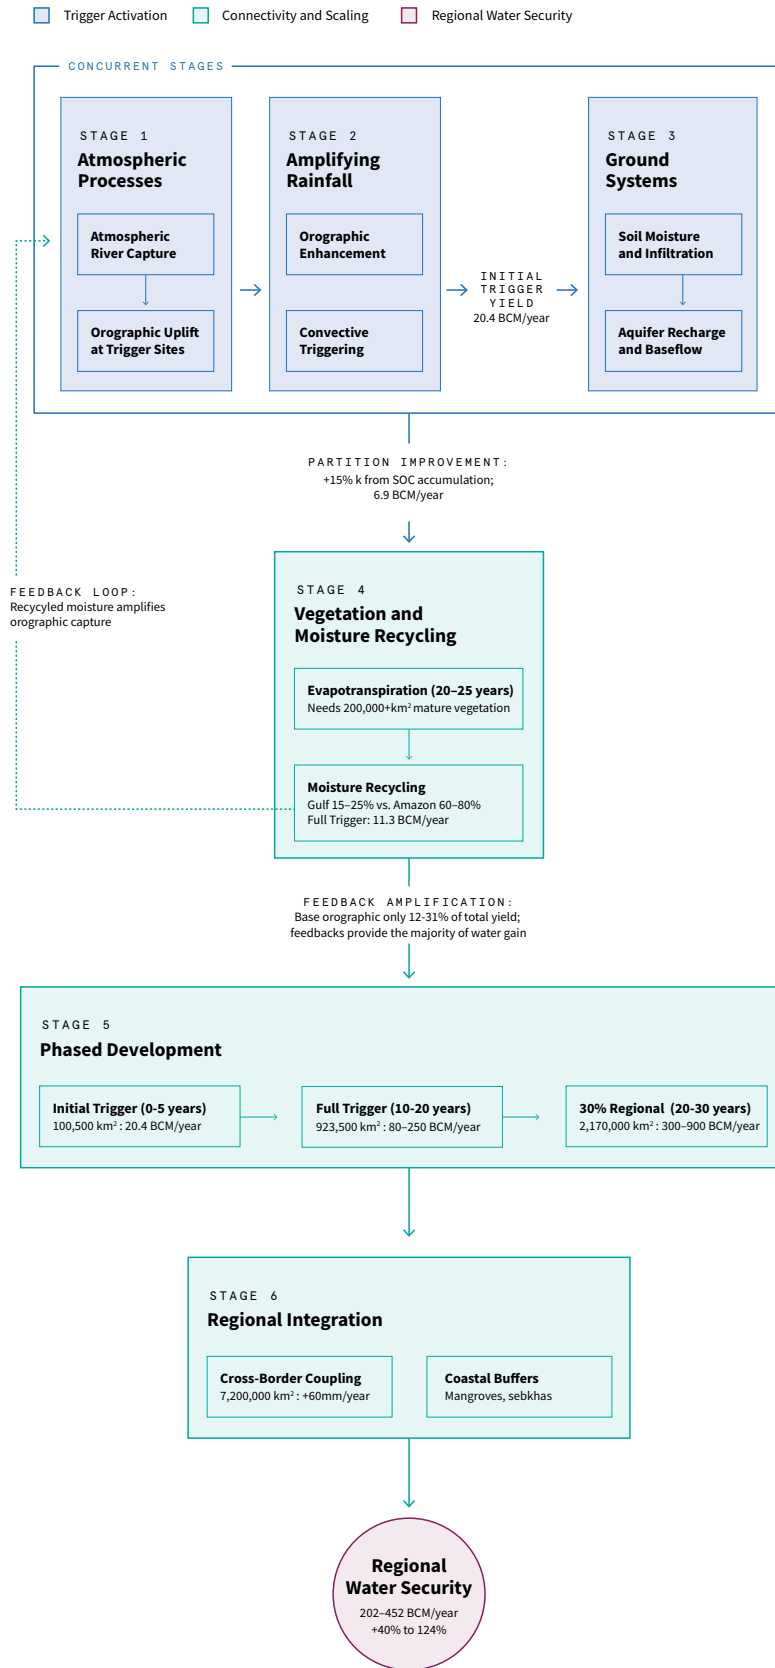 Trigger Activation
Connectivity and Scaling
Regional Water Security
CONCURRENT STAGES
STAGE 1
Atmospheric
Processes
Atmospheric
River Capture
Orographic Uplift
at Trigger Sites
STAGE 2
Amplifying
Rainfall
Orographic
Enhancement
Convective
Triggering
INITIAL
TRIGGER
YIELD
20.4 BCM/year
STAGE 3
Ground
Systems
Soil Moisture
and Infiltration
Aquifer Recharge
and Baseflow
PARTITION IMPROVEMENT:
+15% k from SOC accumulation;
6.9 BCM/year
FEEDBACK LOOP:
Recycyled moisture amplifies
orographic capture
STAGE 4
Vegetation and
Moisture Recycling
Evapotranspiration (20–25 years)
Needs 200,000+km² mature vegetation
Moisture Recycling
Gulf 15–25% vs. Amazon 60–80%
Full Trigger: 11.3 BCM/year
FEEDBACK AMPLIFICATION:
Base orographic only 12-31% of total yield;
feedbacks provide the majority of water gain
STAGE 5
Phased Development
Initial Trigger (0-5 years)
100,500 km² : 20.4 BCM/year
Full Trigger (10-20 years)
923,500 km² : 80–250 BCM/year
30% Regional (20-30 years)
2,170,000 km² : 300–900 BCM/year
STAGE 6
Regional Integration
Cross-Border Coupling
7,200,000 km² : +60mm/year
Coastal Buffers
Mangroves, sebkhas
Regional
Water Security
202–452 BCM/year
+40% to 124%